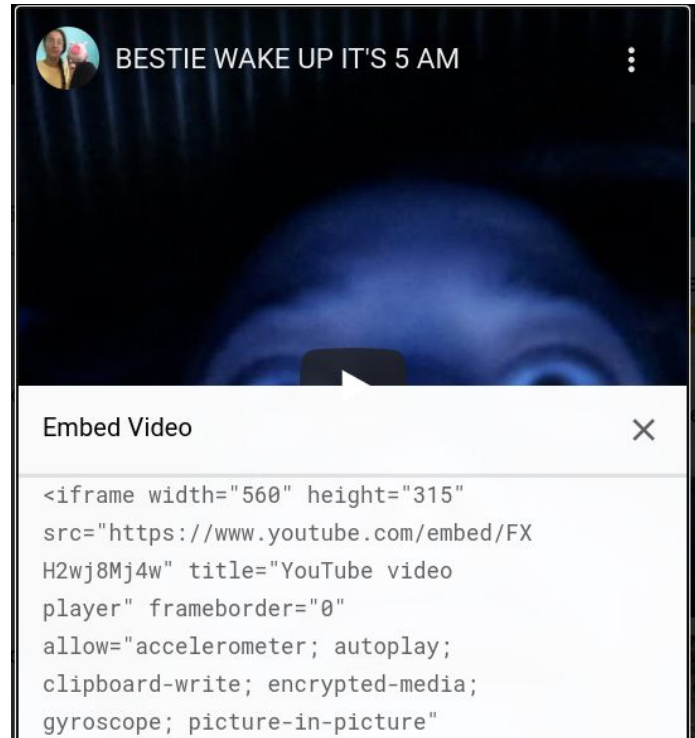 BESTIE WAKE UP IT'S 5 AM
Embed Video
<iframe width="560" height="315"
src="https://www.youtube.com/embed/FX
H2wj8Mj4w" title="YouTube video
player" frameborder="0"
allow="accelerometer; autoplay;
clipboard-write; encrypted-media;
gyroscope; picture-in-picture"